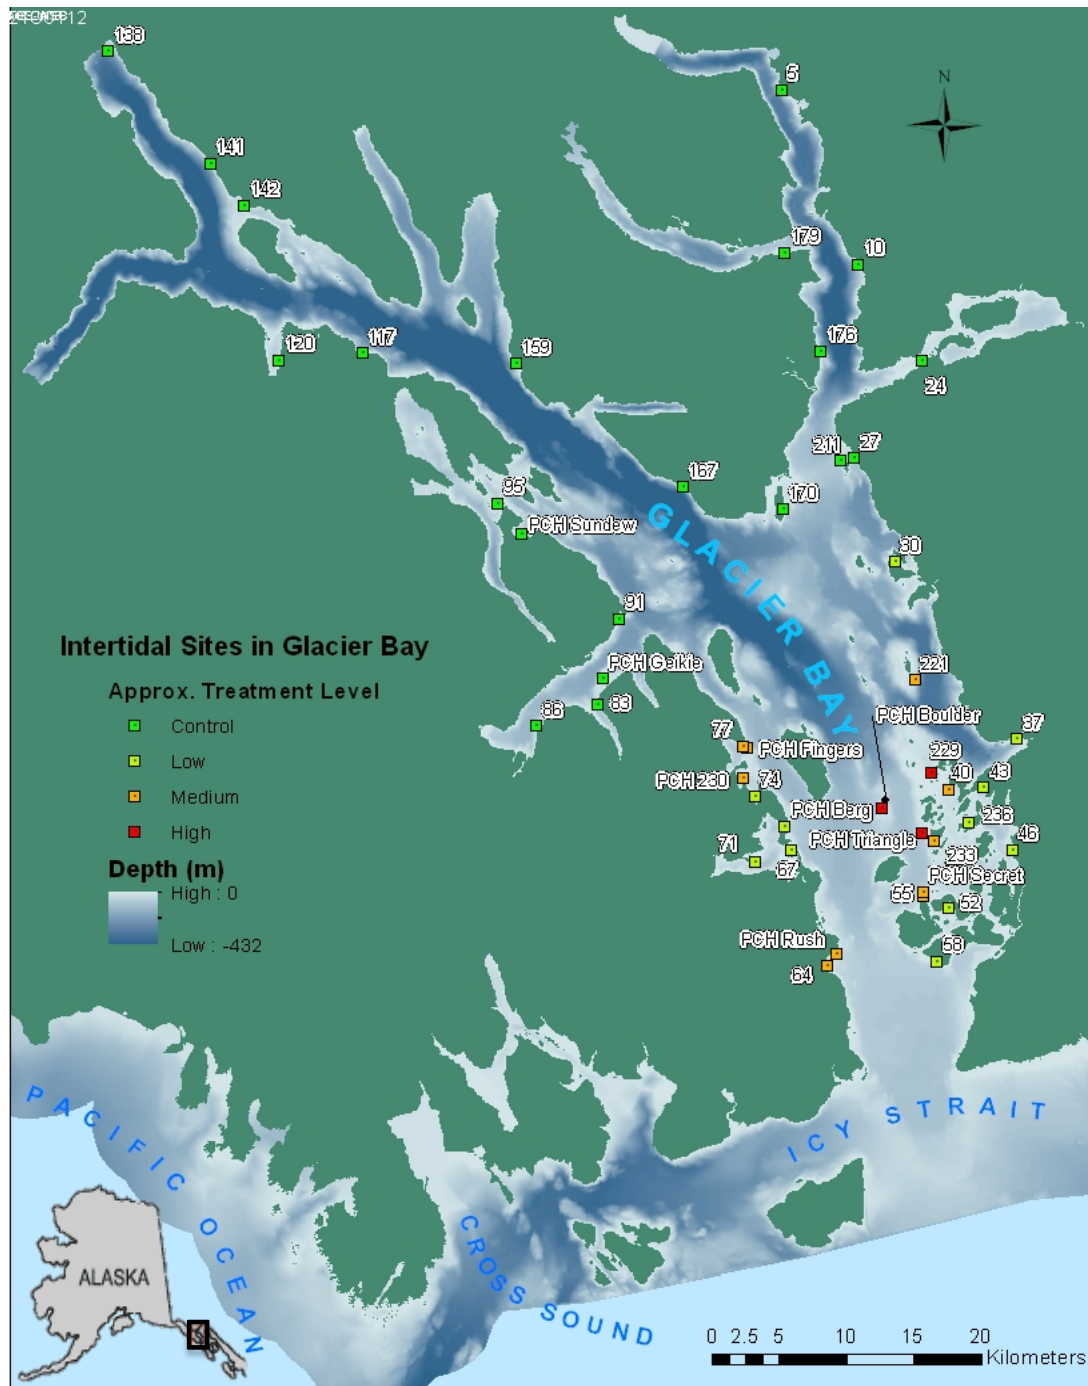 138
5
N
141
142
179
10
120
117
159
176
24
211
27
167
170
95
PCH Sundew
30
GLACIER BAY
91
Intertidal Sites in Glacier Bay
PCH Geikie
221
Approx. Treatment Level
Control
Low
Medium
High
86
83
PCH Boulder
37
77
PCH Fingers
229
PCH 230
74
40
43
PCH Berg
236
PCH Triangle
46
71
67
233
PCH Secret
55
52
Depth (m)
High : 0
Low : -432
PCH Rush
64
58
PACIFIC OCEAN
ICY STRAIT
CROSS SOUND
ALASKA
0 2.5 5 10 15 20
Kilometers